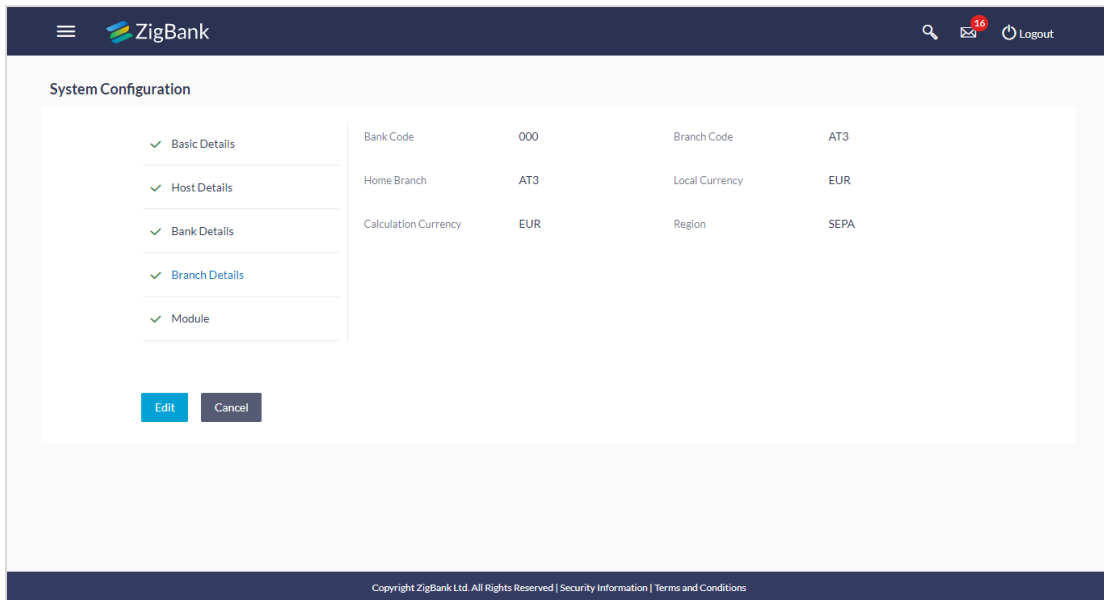 ZigBank
16
Logout
System Configuration
Basic Details
Host Details
Bank Details
Branch Details
Module
Bank Code 000 Branch Code AT3
Home Branch AT3 Local Currency EUR
Calculation Currency EUR Region SEPA
Edit Cancel
Copyright ZigBank Ltd. All Rights Reserved | Security Information | Terms and Conditions